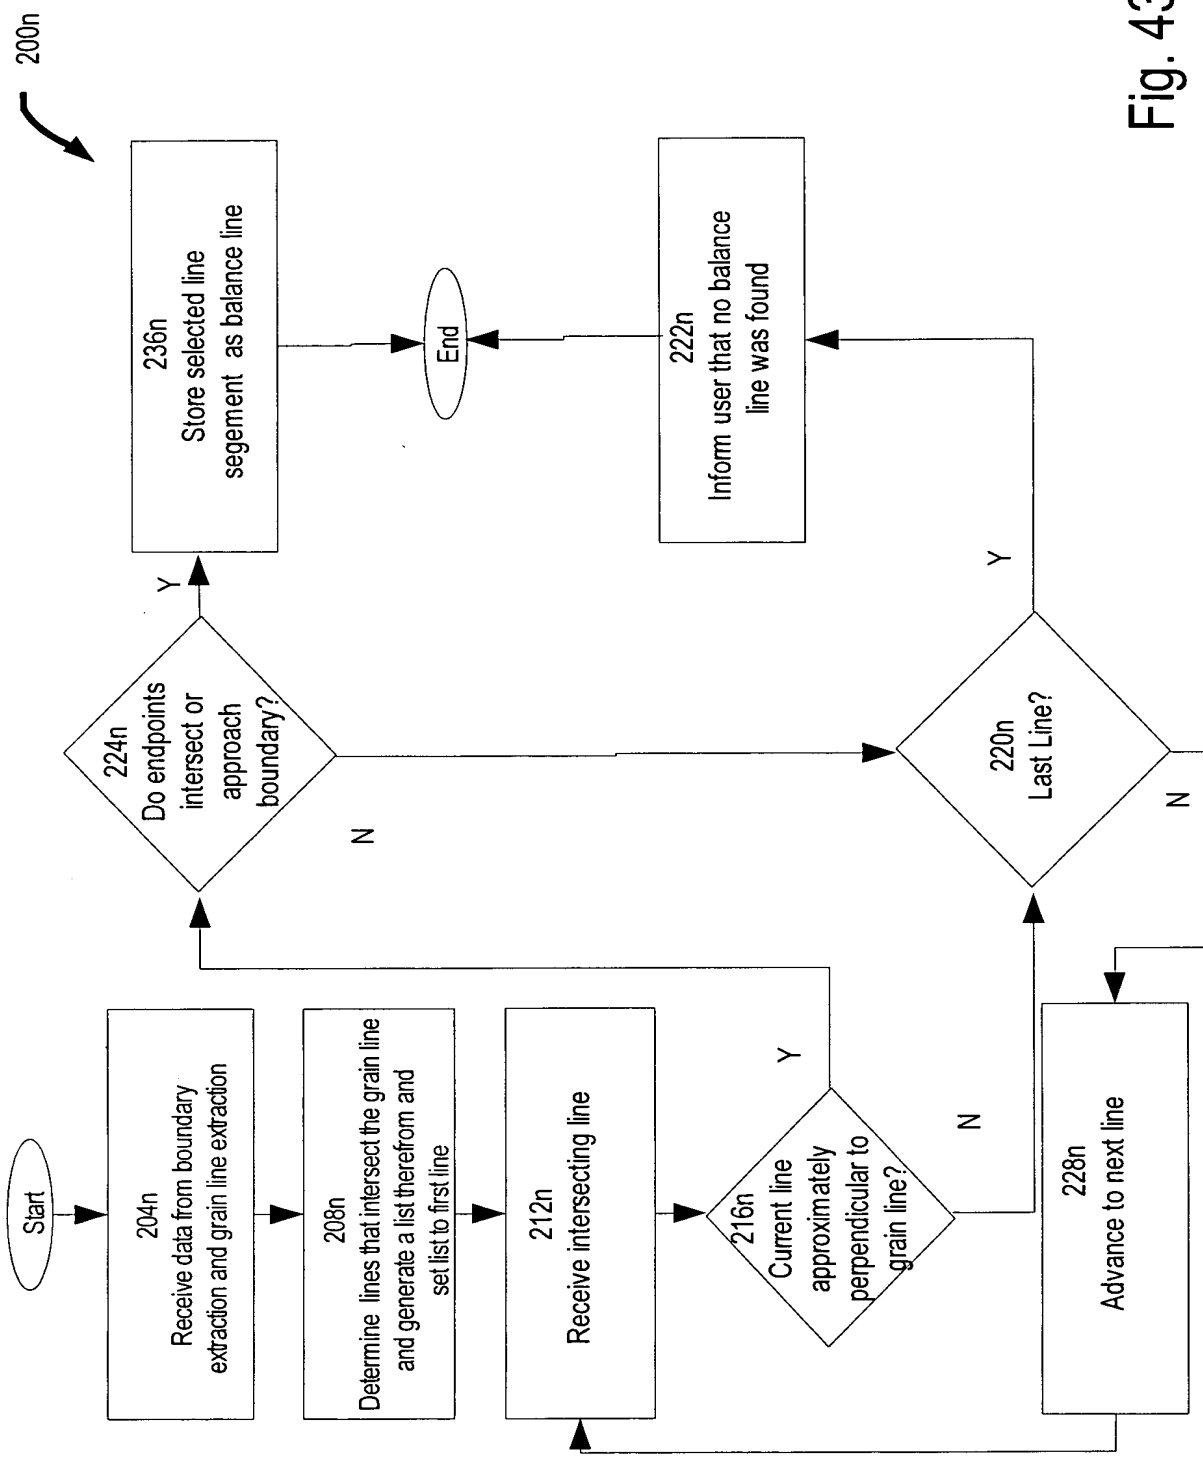 200n
Start
204n
Receive data from boundary
extraction and grain line extraction
208n
Determine lines that intersect the grain line
and generate a list therefrom and
set list to first line
212n
Receive intersecting line
216n
Current line
approximately
perpendicular to
grain line?
Y
N
224n
Do endpoints
intersect or
approach
boundary?
Y
N
236n
Store selected line
segement as balance line
End
220n
Last Line?
Y
N
222n
Inform user that no balance
line was found
228n
Advance to next line
Fig. 43